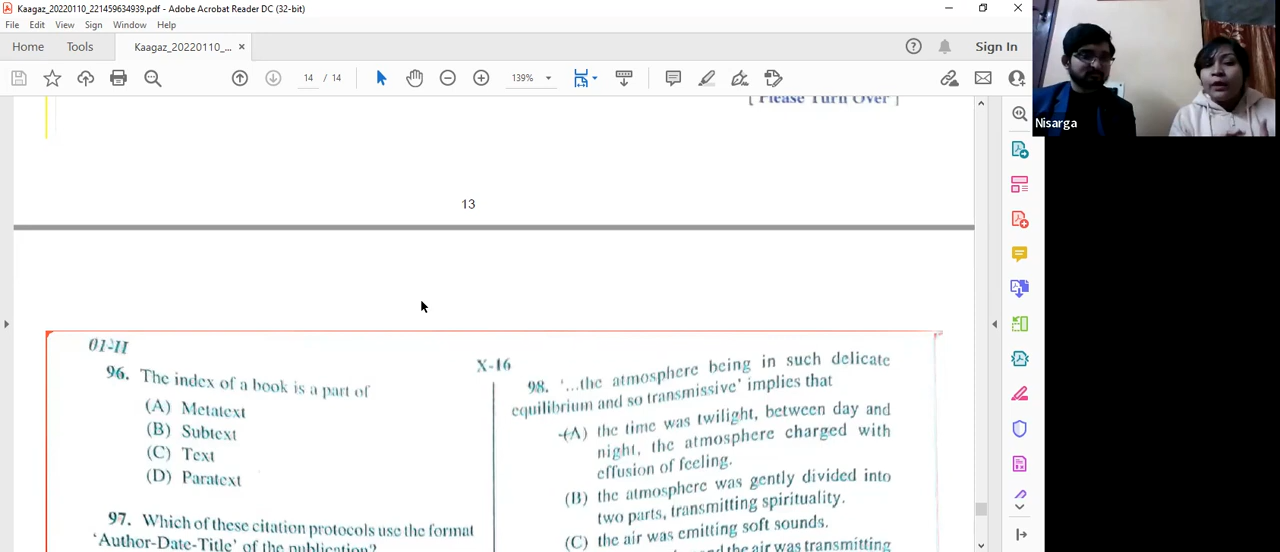 Kaagaz_20220110_221459634939.pdf - Adobe Acrobat Reader DC (32-bit)
File Edit View Sign Window Help
Home Tools Kaagaz_20220110_... × Sign In
14 / 14 139%
[ Please Turn Over ]
Nisarga
13
01-II
X-16
96. The index of a book is a part of
(A) Metatext
(B) Subtext
(C) Text
(D) Paratext
97. Which of these citation protocols use the format
'Author-Date-Title' of the publication?
98. '...the atmosphere being in such delicate
equilibrium and so transmissive' implies that
(A) the time was twilight, between day and
night, the atmosphere charged with
effusion of feeling.
(B) the atmosphere was gently divided into
two parts, transmitting spirituality.
(C) the air was emitting soft sounds.
and the air was transmitting